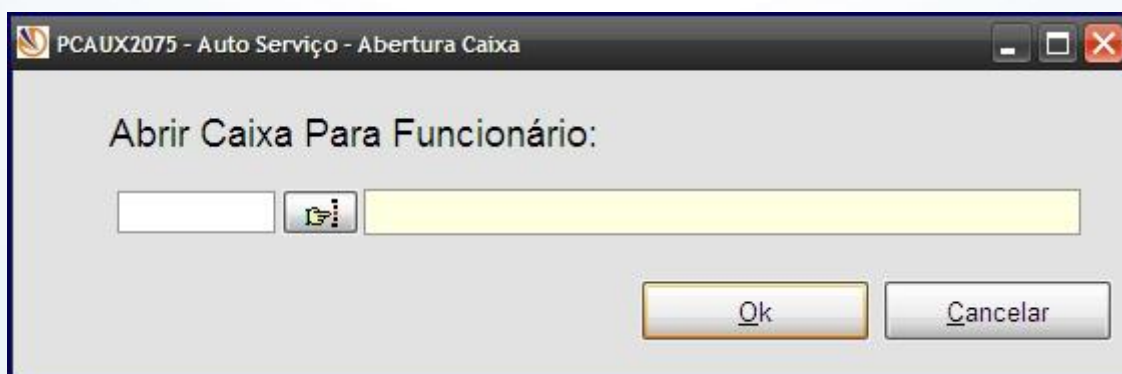 PCAUX2075 - Auto Serviço - Abertura Caixa
Abrir Caixa Para Funcionário:
Ok Cancelar